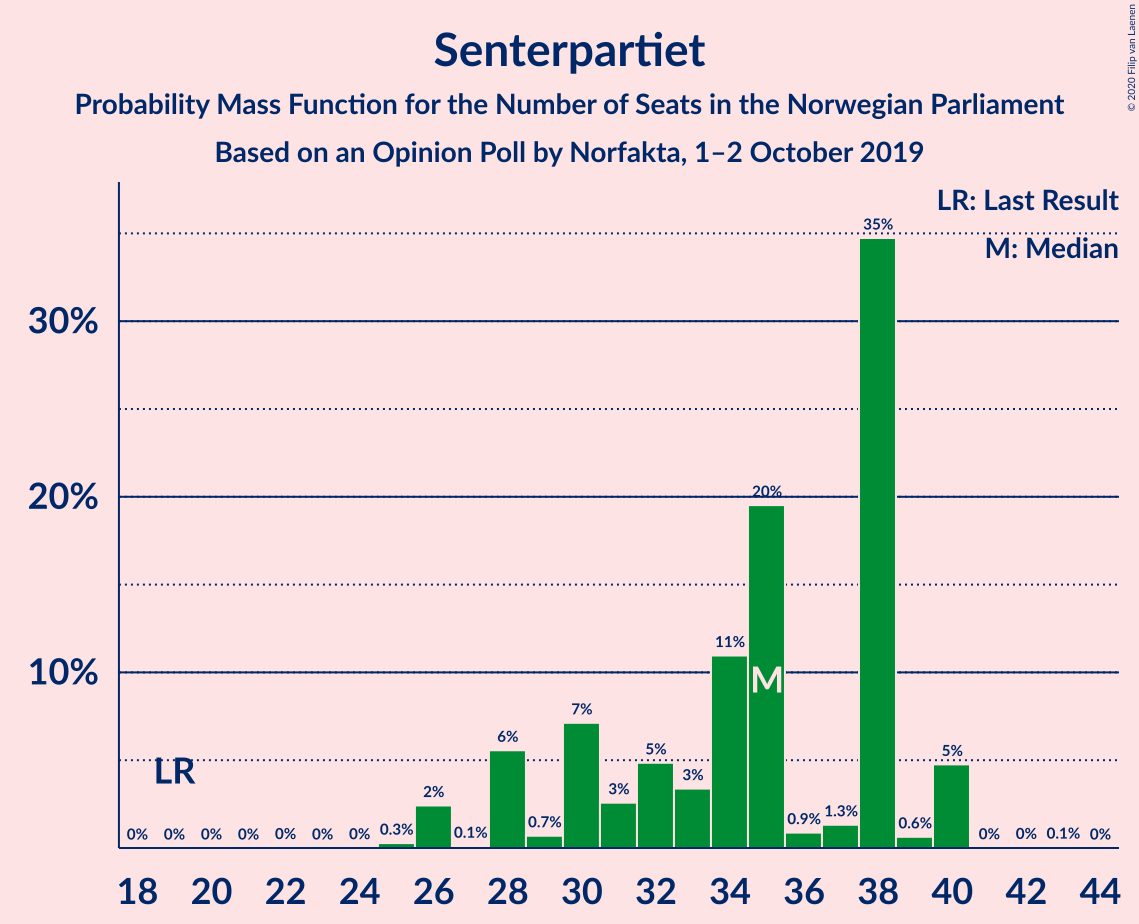 Senterpartiet
Probability Mass Function for the Number of Seats in the Norwegian Parliament
Based on an Opinion Poll by Norfakta, 1–2 October 2019
© 2020 Filip van Laenen
LR: Last Result
M: Median
35%
30%
20%
20%
11%
10%
M
7%
6%
5%
5%
LR
3%
3%
2%
0% 0% 0% 0% 0% 0% 0% 0.3% 0.1% 0.7% 0.9% 1.3% 0.6% 0% 0% 0.1% 0%
18 20 22 24 26 28 30 32 34 36 38 40 42 44